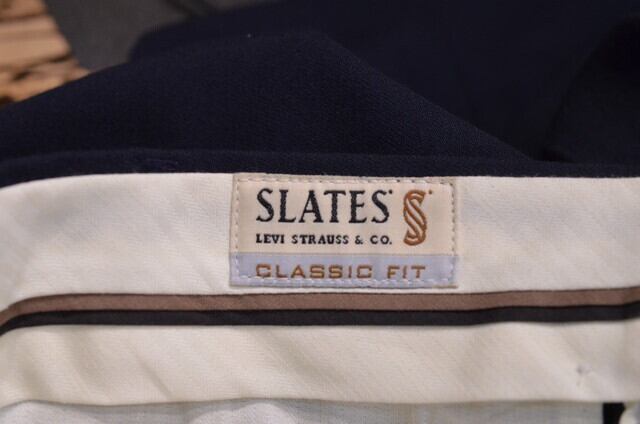 SLATES
LEVI STRAUSS & CO.
CLASSIC FIT